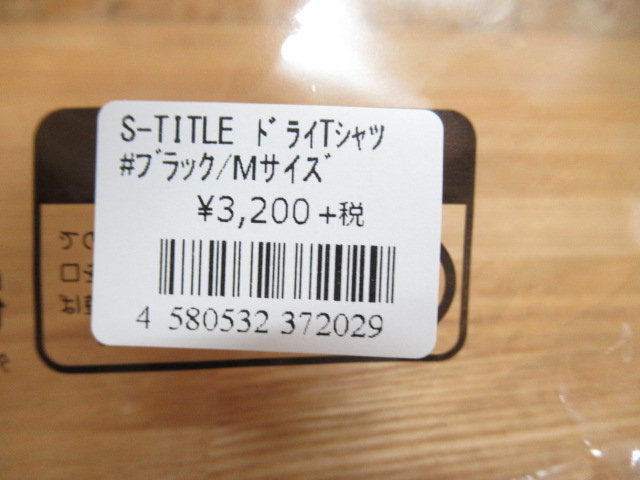 S-TITLE ﾄﾞﾗｲTｼｬﾂ
#ﾌﾞﾗｯｸ/Mｻｲｽﾞ
¥3,200+税
4 580532 372029